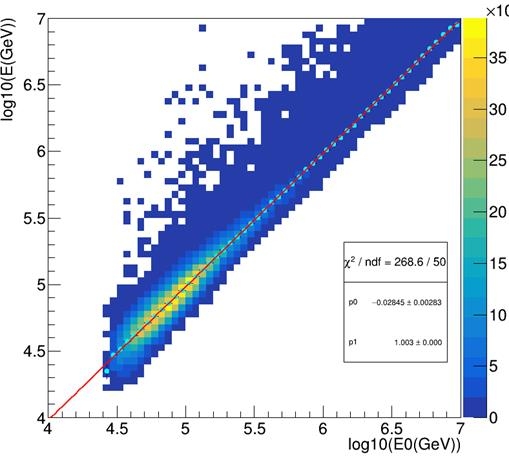 ×10
log10(E(GeV))
7
6.5
6
5.5
5
4.5
4
35
30
25
20
15
10
5
0
χ² / ndf = 268.6 / 50
p0 −0.02845 ± 0.00283
p1 1.003 ± 0.000
4 4.5 5 5.5 6 6.5 7
log10(E0(GeV))